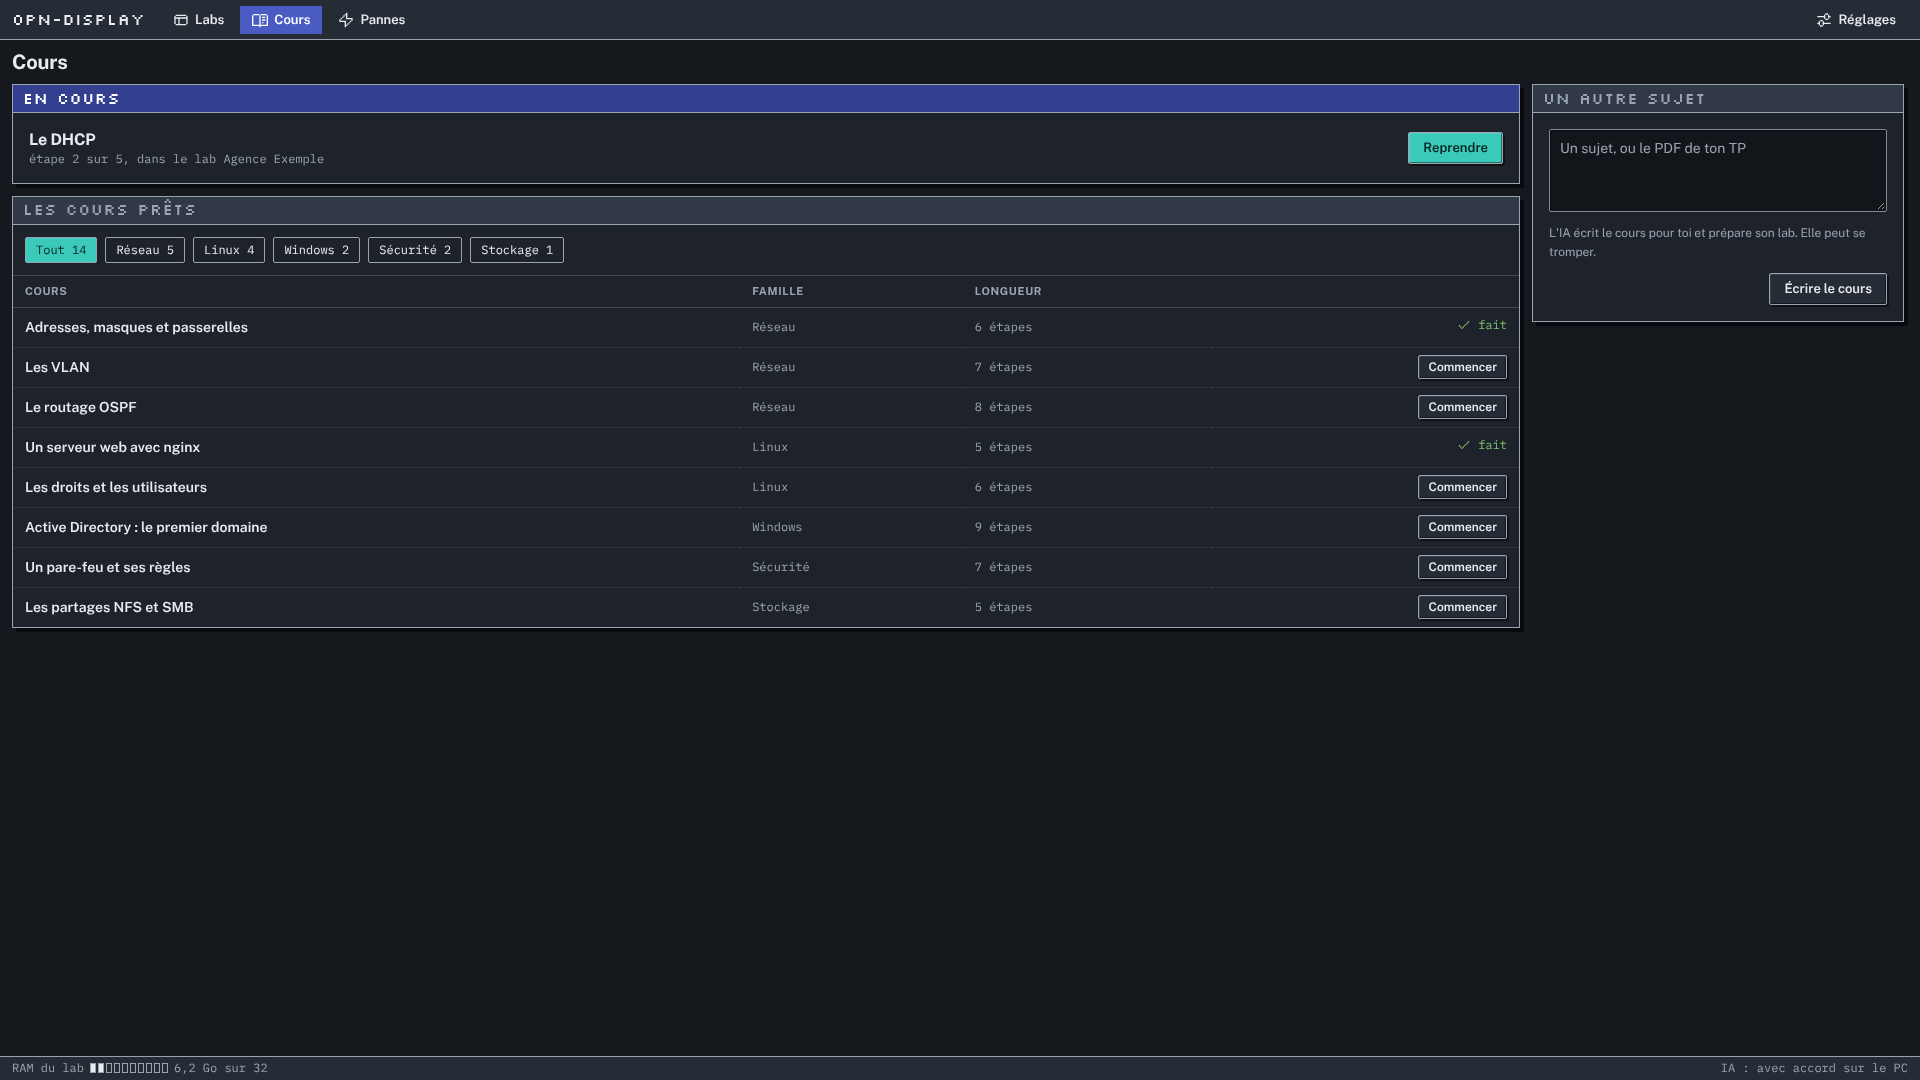 OPN-DISPLAY
Labs
Cours
Pannes
Réglages
Cours
EN COURS
Le DHCP
étape 2 sur 5, dans le lab Agence Exemple
Reprendre
LES COURS PRÊTS
Tout 14
Réseau 5
Linux 4
Windows 2
Sécurité 2
Stockage 1
COURS FAMILLE LONGUEUR
Adresses, masques et passerelles Réseau 6 étapes fait
Les VLAN Réseau 7 étapes Commencer
Le routage OSPF Réseau 8 étapes Commencer
Un serveur web avec nginx Linux 5 étapes fait
Les droits et les utilisateurs Linux 6 étapes Commencer
Active Directory : le premier domaine Windows 9 étapes Commencer
Un pare-feu et ses règles Sécurité 7 étapes Commencer
Les partages NFS et SMB Stockage 5 étapes Commencer
UN AUTRE SUJET
Un sujet, ou le PDF de ton TP
L'IA écrit le cours pour toi et prépare son lab. Elle peut se
tromper.
Écrire le cours
RAM du lab 6,2 Go sur 32
IA : avec accord sur le PC